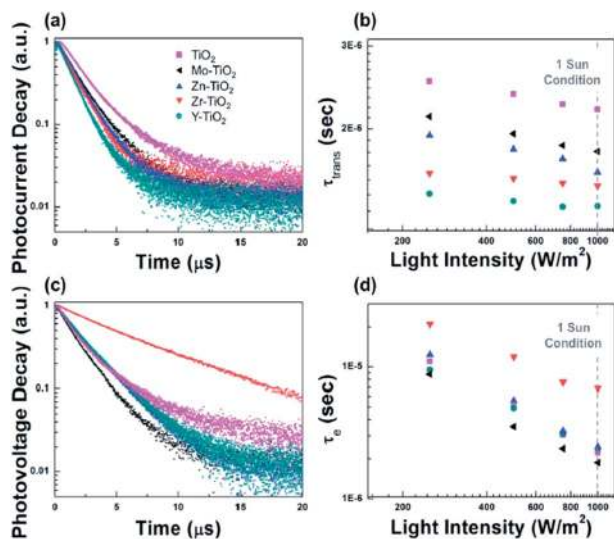 (a)
Photocurrent Decay (a.u.)
1
0.1
0.01
TiO₂
Mo-TiO₂
Zn-TiO₂
Zr-TiO₂
Y-TiO₂
0 5 10 15 20
Time (μs)
(b)
τtrans (sec)
3E-6
2E-6
1 Sun
Condition
200 400 600 800 1000
Light Intensity (W/m²)
(c)
Photovoltage Decay (a.u.)
1
0.1
0.01
0 5 10 15 20
Time (μs)
(d)
τe (sec)
1E-5
1E-6
1 Sun
Condition
200 400 600 800 1000
Light Intensity (W/m²)